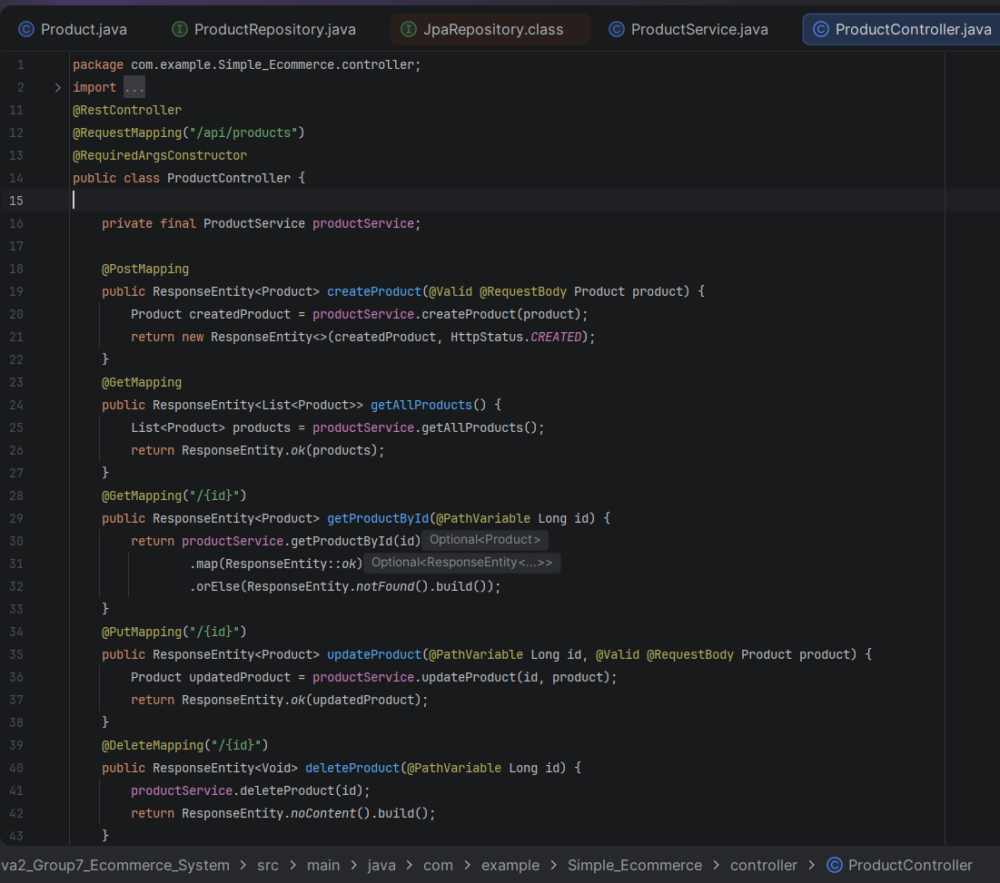 Product.java ProductRepository.java JpaRepository.class ProductService.java ProductController.java
1 package com.example.Simple_Ecommerce.controller;
2 import ...
11 @RestController
12 @RequestMapping("/api/products")
13 @RequiredArgsConstructor
14 public class ProductController {
15
16 private final ProductService productService;
17
18 @PostMapping
19 public ResponseEntity<Product> createProduct(@Valid @RequestBody Product product) {
20 Product createdProduct = productService.createProduct(product);
21 return new ResponseEntity<>(createdProduct, HttpStatus.CREATED);
22 }
23 @GetMapping
24 public ResponseEntity<List<Product>> getAllProducts() {
25 List<Product> products = productService.getAllProducts();
26 return ResponseEntity.ok(products);
27 }
28 @GetMapping("/{id}")
29 public ResponseEntity<Product> getProductById(@PathVariable Long id) {
30 return productService.getProductById(id) Optional<Product>
31 .map(ResponseEntity::ok) Optional<ResponseEntity<...>>
32 .orElse(ResponseEntity.notFound().build());
33 }
34 @PutMapping("/{id}")
35 public ResponseEntity<Product> updateProduct(@PathVariable Long id, @Valid @RequestBody Product product) {
36 Product updatedProduct = productService.updateProduct(id, product);
37 return ResponseEntity.ok(updatedProduct);
38 }
39 @DeleteMapping("/{id}")
40 public ResponseEntity<Void> deleteProduct(@PathVariable Long id) {
41 productService.deleteProduct(id);
42 return ResponseEntity.noContent().build();
43 }
va2_Group7_Ecommerce_System > src > main > java > com > example > Simple_Ecommerce > controller > ProductController